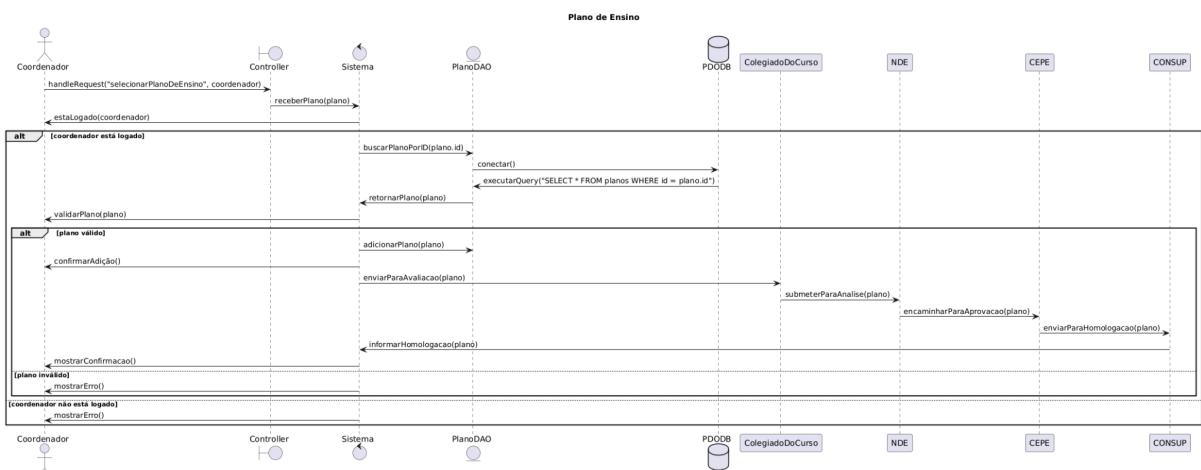 Plano de Ensino
Coordenador Controller Sistema PlanoDAO PDODB ColegiadoDoCurso NDE CEPE CONSUP
handleRequest("selecionarPlanoDeEnsino", coordenador)
receberPlano(plano)
estaLogado(coordenador)
alt [coordenador está logado]
buscarPlanoPorID(plano.id)
conectar()
executarQuery("SELECT * FROM planos WHERE id = plano.id")
retornarPlano(plano)
validarPlano(plano)
alt [plano válido]
adicionarPlano(plano)
confirmarAdição()
enviarParaAvaliacao(plano)
submeterParaAnalise(plano)
encaminharParaAprovacao(plano)
enviarParaHomologacao(plano)
informarHomologacao(plano)
mostrarConfirmacao()
[plano inválido]
mostrarErro()
[coordenador não está logado]
mostrarErro()
Coordenador Controller Sistema PlanoDAO PDODB ColegiadoDoCurso NDE CEPE CONSUP